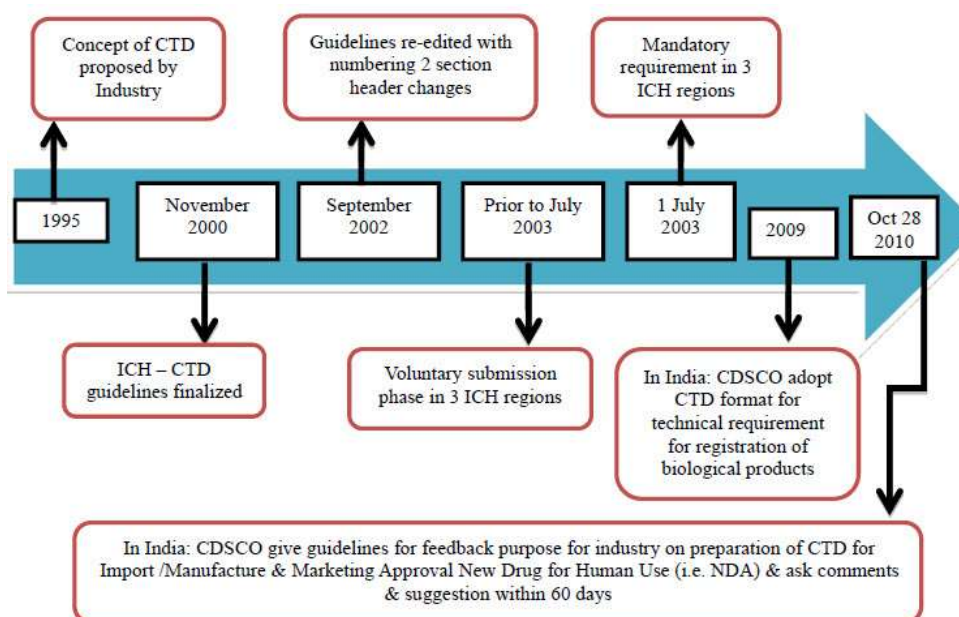 Concept of CTD
proposed by
Industry
Guidelines re-edited with
numbering 2 section
header changes
Mandatory
requirement in 3
ICH regions
1995
November
2000
September
2002
Prior to July
2003
1 July
2003
2009
Oct 28
2010
ICH – CTD
guidelines finalized
Voluntary submission
phase in 3 ICH regions
In India: CDSCO adopt
CTD format for
technical requirement
for registration of
biological products
In India: CDSCO give guidelines for feedback purpose for industry on preparation of CTD for
Import /Manufacture & Marketing Approval New Drug for Human Use (i.e. NDA) & ask comments
& suggestion within 60 days